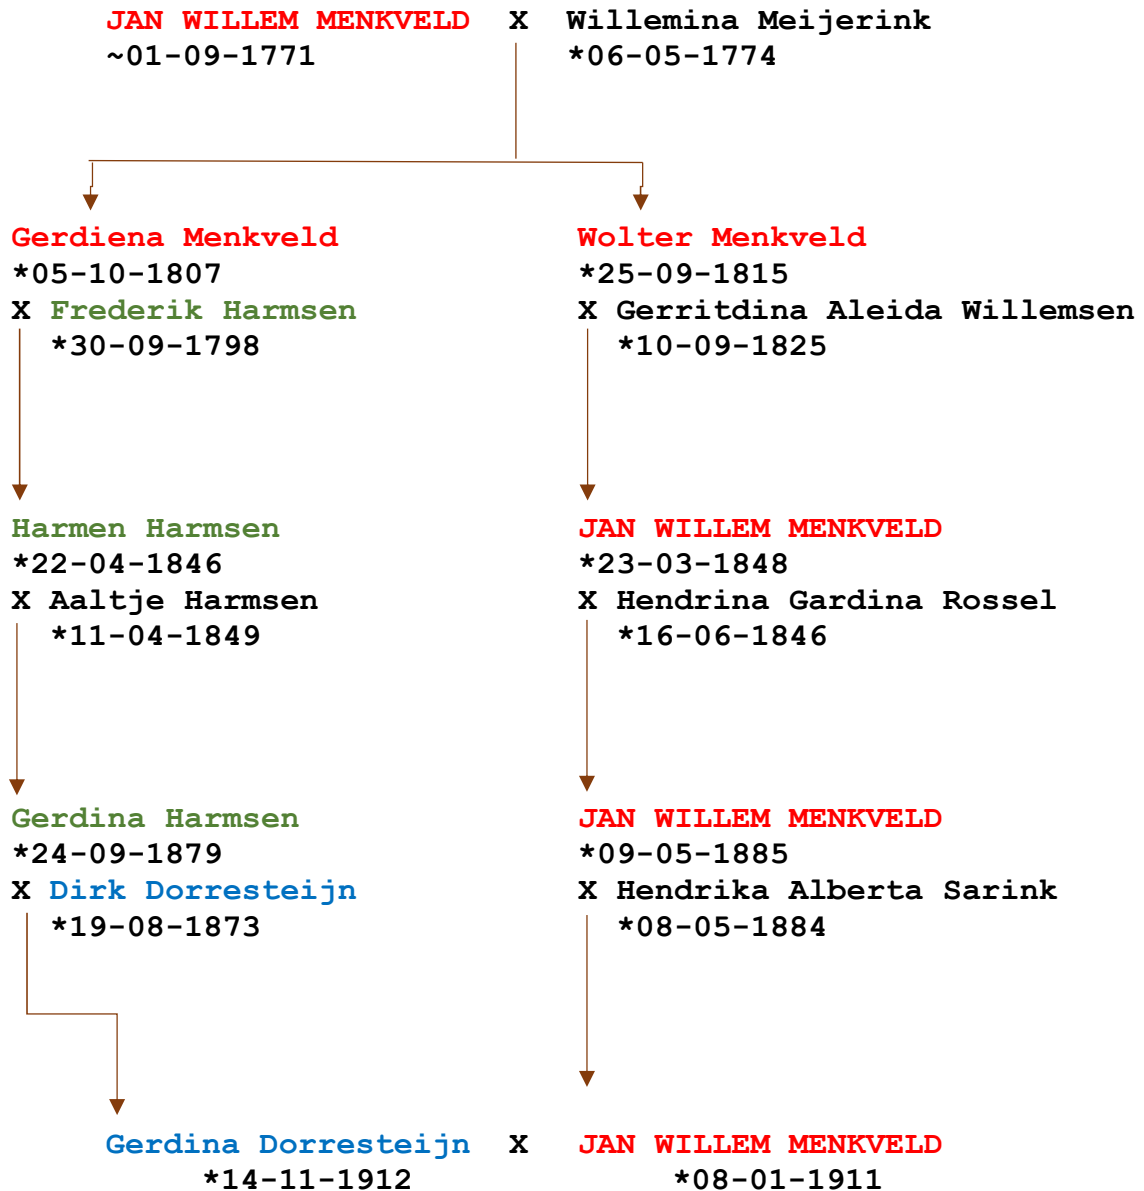 JAN WILLEM MENKVELD X Willemina Meijerink
~01-09-1771 *06-05-1774
Gerdiena Menkveld
*05-10-1807
X Frederik Harmsen
*30-09-1798
Wolter Menkveld
*25-09-1815
X Gerritdina Aleida Willemsen
*10-09-1825
Harmen Harmsen
*22-04-1846
X Aaltje Harmsen
*11-04-1849
JAN WILLEM MENKVELD
*23-03-1848
X Hendrina Gardina Rossel
*16-06-1846
Gerdina Harmsen
*24-09-1879
X Dirk Dorresteijn
*19-08-1873
JAN WILLEM MENKVELD
*09-05-1885
X Hendrika Alberta Sarink
*08-05-1884
Gerdina Dorresteijn X JAN WILLEM MENKVELD
*14-11-1912 *08-01-1911